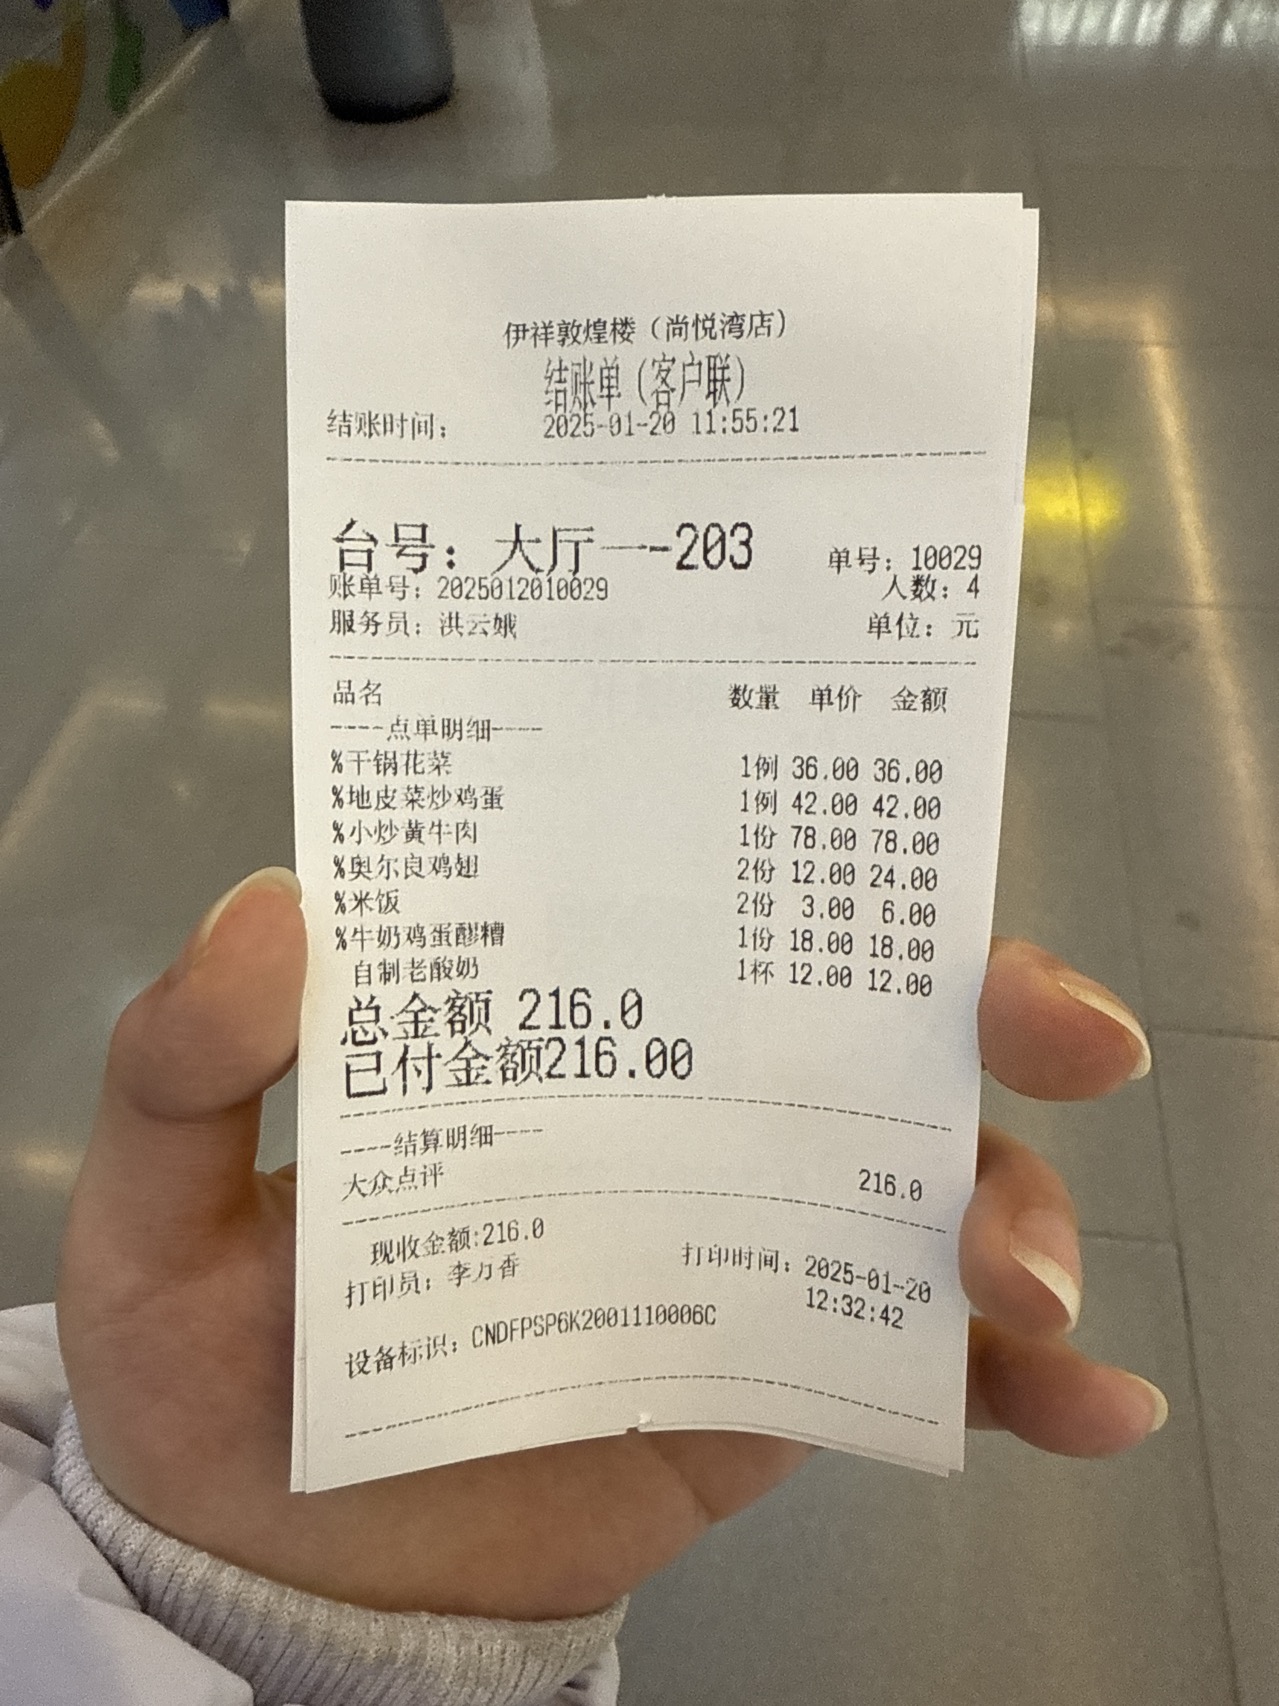 伊祥敦煌楼（尚悦湾店）
结账单（客户联）
结账时间： 2025-01-20 11:55:21
台号：大厅一-203 单号：10029
账单号：2025012010029 人数：4
服务员：洪云娥 单位：元
品名 数量 单价 金额
----点单明细----
%干锅花菜 1例 36.00 36.00
%地皮菜炒鸡蛋 1例 42.00 42.00
%小炒黄牛肉 1份 78.00 78.00
%奥尔良鸡翅 2份 12.00 24.00
%米饭 2份 3.00 6.00
%牛奶鸡蛋醪糟 1份 18.00 18.00
自制老酸奶 1杯 12.00 12.00
总金额 216.0
已付金额216.00
----结算明细----
大众点评 216.0
现收金额:216.0
打印员：李万香 打印时间：2025-01-20
12:32:42
设备标识：CNDFPSP6K20011110006C